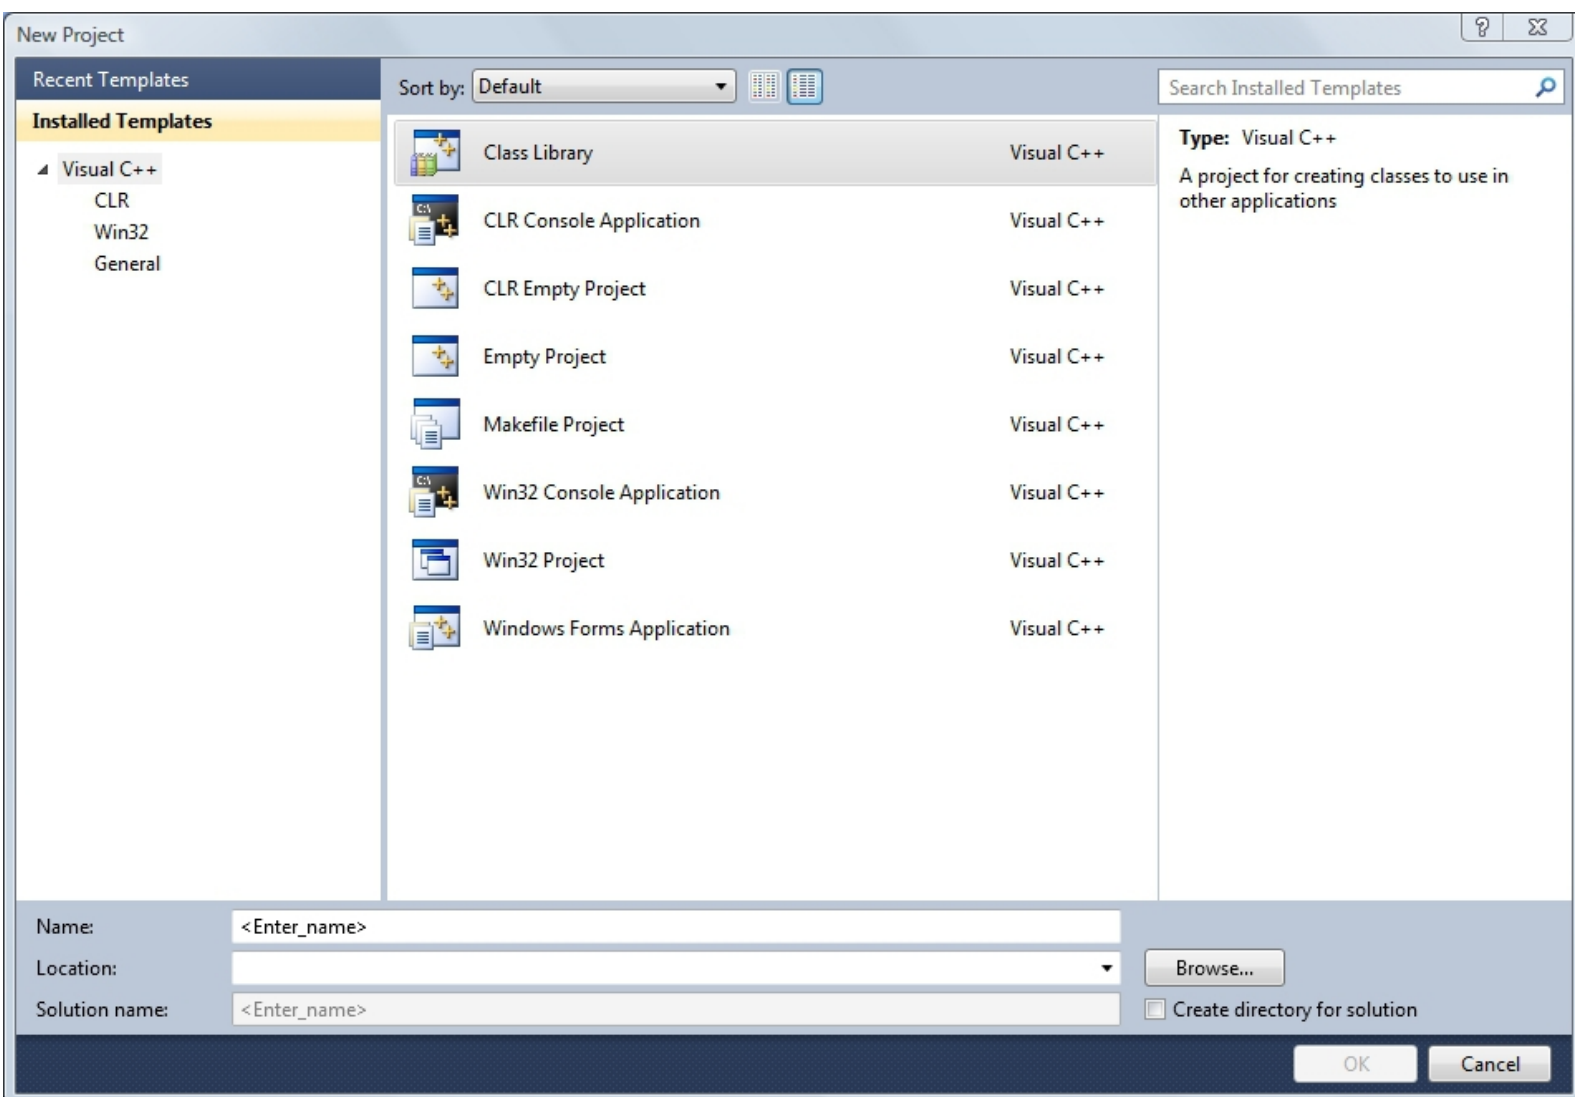 New Project
Recent Templates
Installed Templates
Visual C++
CLR
Win32
General
Sort by: Default
Search Installed Templates
Class Library Visual C++
CLR Console Application Visual C++
CLR Empty Project Visual C++
Empty Project Visual C++
Makefile Project Visual C++
Win32 Console Application Visual C++
Win32 Project Visual C++
Windows Forms Application Visual C++
Type: Visual C++
A project for creating classes to use in
other applications
Name: <Enter_name>
Location:
Browse...
Solution name: <Enter_name>
Create directory for solution
OK
Cancel